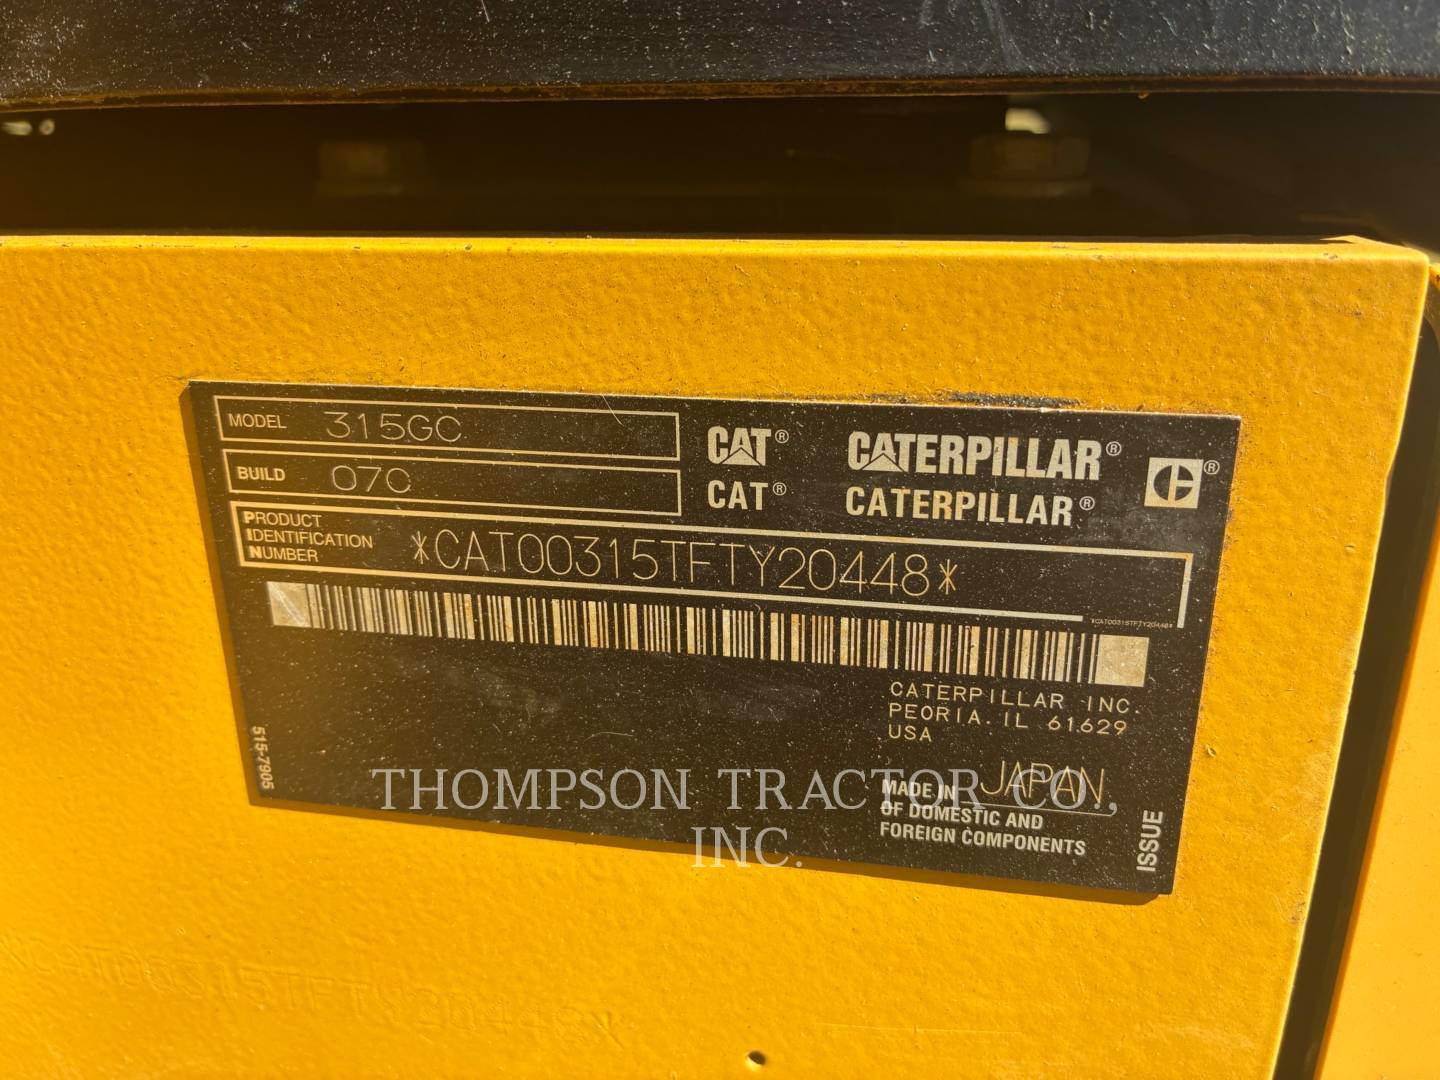 MODEL 315GC
BUILD 07C
CAT® CATERPILLAR®
CAT® CATERPILLAR®
PRODUCT
IDENTIFICATION
NUMBER
*CAT00315TFTY20448*
*CAT00315TFTY20448*
CATERPILLAR INC.
PEORIA. IL 61629
USA
515-7905
MADE IN JAPAN
OF DOMESTIC AND
FOREIGN COMPONENTS
ISSUE
THOMPSON TRACTOR CO.,
INC.
*CAT00315TFTY20448*